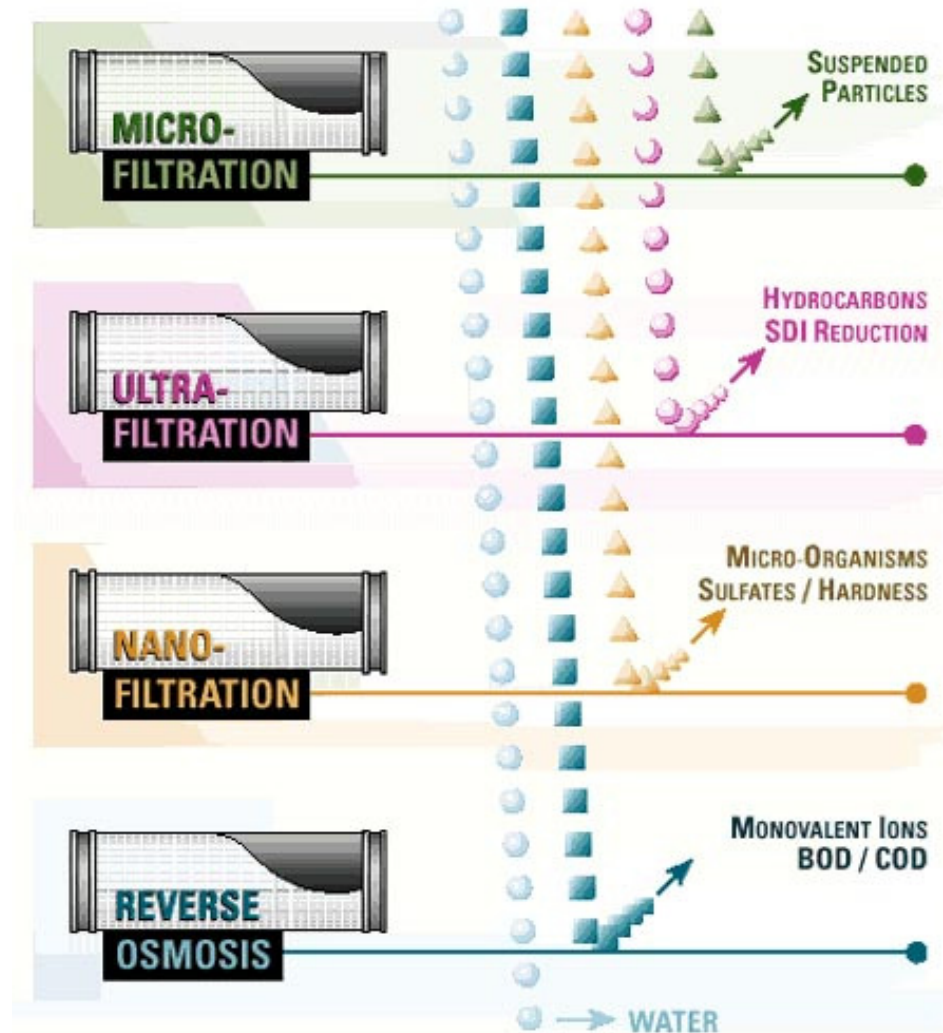 SUSPENDED
PARTICLES
MICRO-
FILTRATION
HYDROCARBONS
SDI REDUCTION
ULTRA-
FILTRATION
MICRO-ORGANISMS
SULFATES / HARDNESS
NANO-
FILTRATION
MONOVALENT IONS
BOD / COD
REVERSE
OSMOSIS
WATER